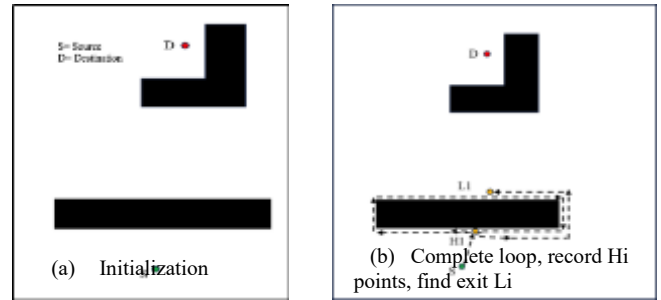 S= Source
D= Destination
D
(a) Initialization
D
L1
H1
S
(b) Complete loop, record Hi
points, find exit Li